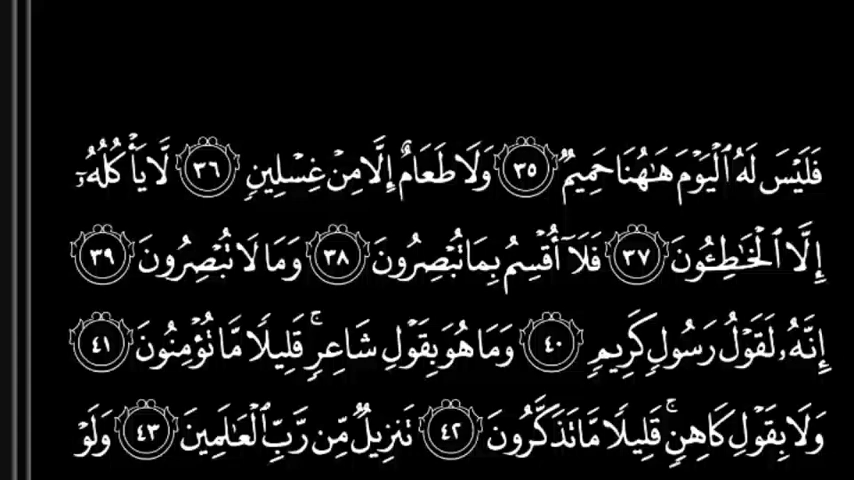 فَلَيْسَ لَهُ ٱلْيَوْمَ هَٰهُنَا حَمِيمٌ ٣٥ وَلَا طَعَامٌ إِلَّا مِنْ غِسْلِينٍ ٣٦ لَّا يَأْكُلُهُۥٓ
إِلَّا ٱلْخَٰطِـُٔونَ ٣٧ فَلَآ أُقْسِمُ بِمَا تُبْصِرُونَ ٣٨ وَمَا لَا تُبْصِرُونَ ٣٩
إِنَّهُۥ لَقَوْلُ رَسُولٍ كَرِيمٍ ٤٠ وَمَا هُوَ بِقَوْلِ شَاعِرٍ ۚ قَلِيلًا مَّا تُؤْمِنُونَ ٤١
وَلَا بِقَوْلِ كَاهِنٍ ۚ قَلِيلًا مَّا تَذَكَّرُونَ ٤٢ تَنزِيلٌ مِّن رَّبِّ ٱلْعَٰلَمِينَ ٤٣ وَلَوْ